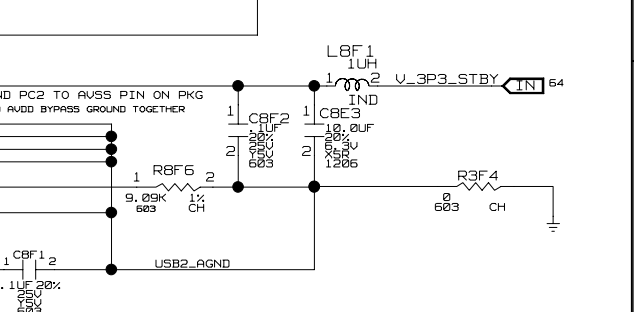 L8F1
1UH
1 2 V_3P3_STBY IN 64
IND
ND PC2 TO AVSS PIN ON PKG
AVDD BYPASS GROUND TOGETHER
1 C8F2
.1UF
20%
25V
Y5V
2 603
1 C8E3
10.0UF
20%
6.3V
X5R
2 1206
R8F6
1 2
9.09K 1%
603 CH
R3F4
0
603 CH
USB2_AGND
C8F1
1 2
.1UF 20%
25V
Y5V
603